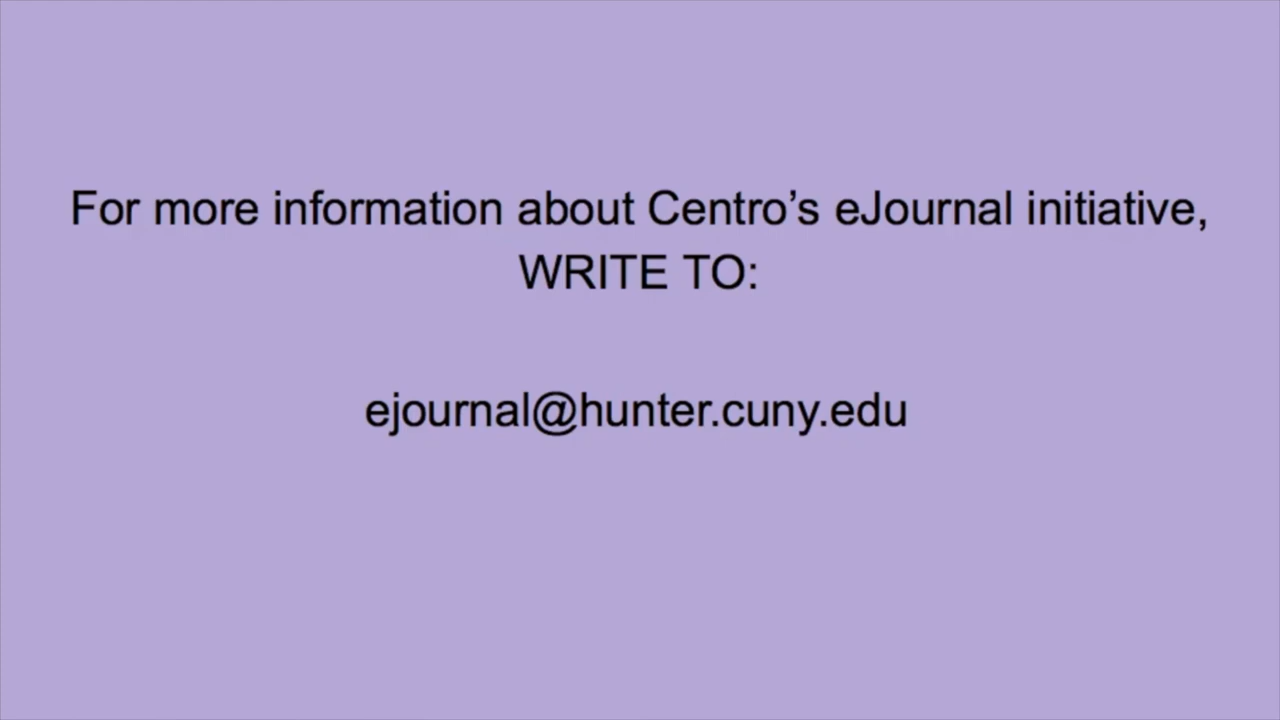 For more information about Centro’s eJournal initiative,
WRITE TO:
ejournal@hunter.cuny.edu